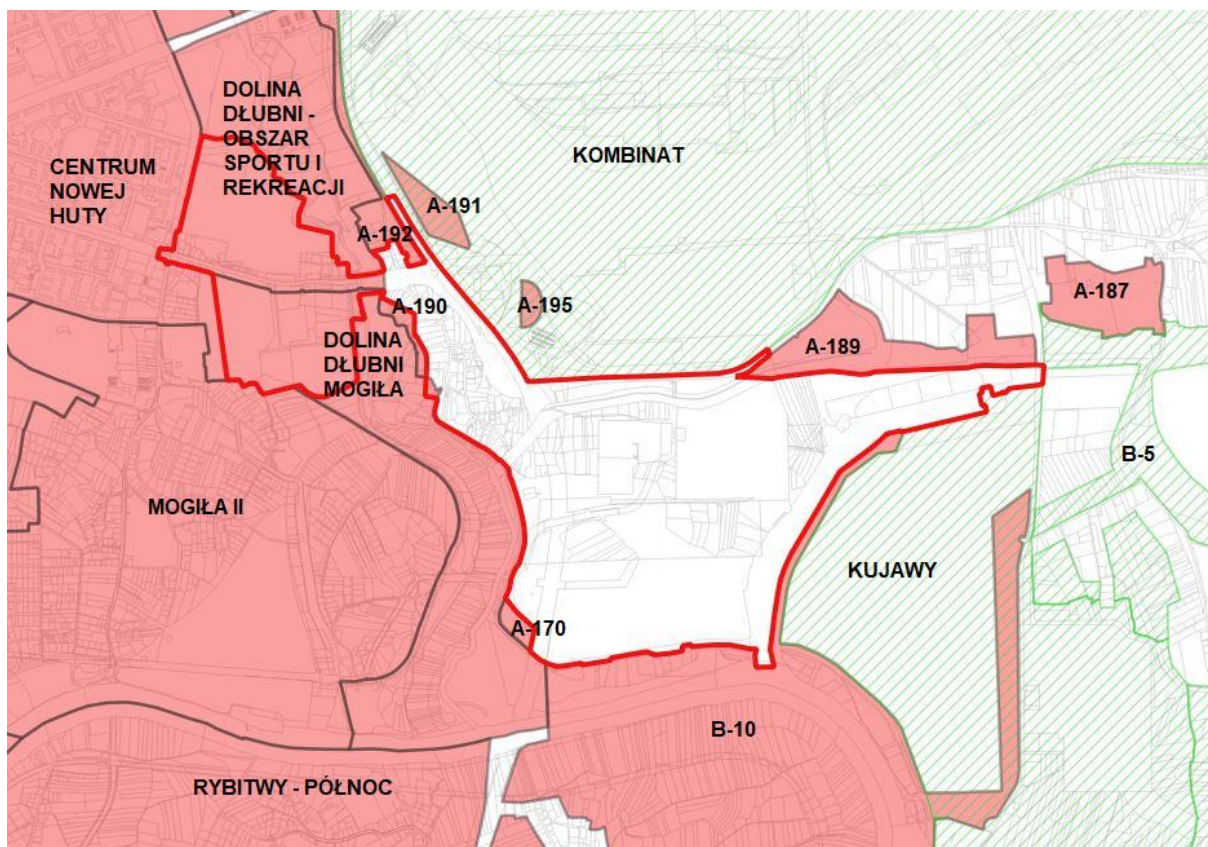 DOLINA
DŁUBNI -
OBSZAR
SPORTU I
REKREACJI
CENTRUM
NOWEJ
HUTY
KOMBINAT
A-191
A-192
A-195
A-190
A-187
DOLINA
DŁUBNI
MOGIŁA
A-189
B-5
MOGIŁA II
KUJAWY
A-170
B-10
RYBITWY - PÓŁNOC